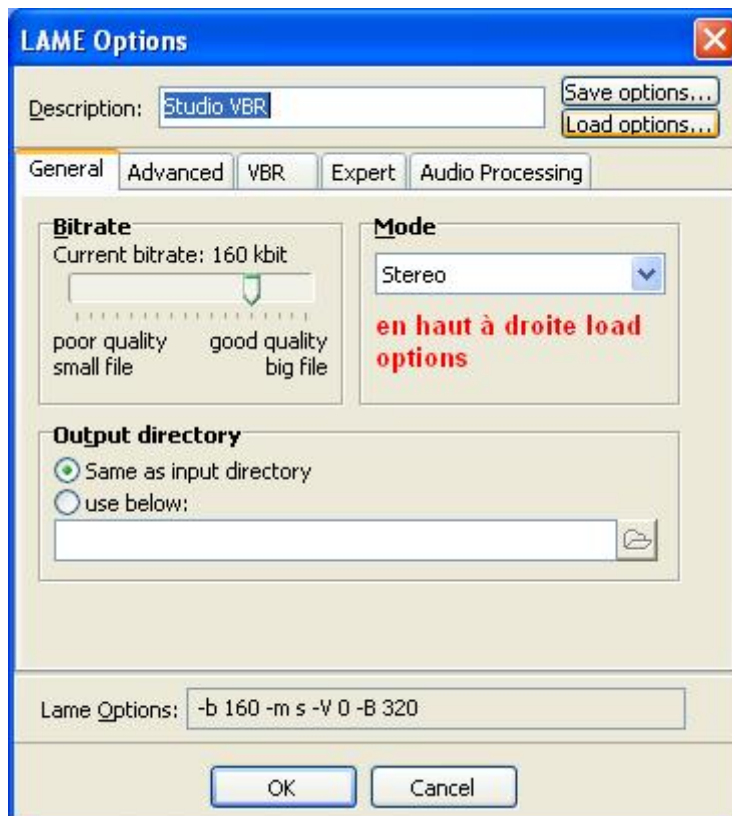 LAME Options
Description: Studio VBR
Save options...
Load options...
General Advanced VBR Expert Audio Processing
Bitrate
Current bitrate: 160 kbit
poor quality good quality
small file big file
Mode
Stereo
en haut à droite load
options
Output directory
Same as input directory
use below:
Lame Options: -b 160 -m s -V 0 -B 320
OK Cancel